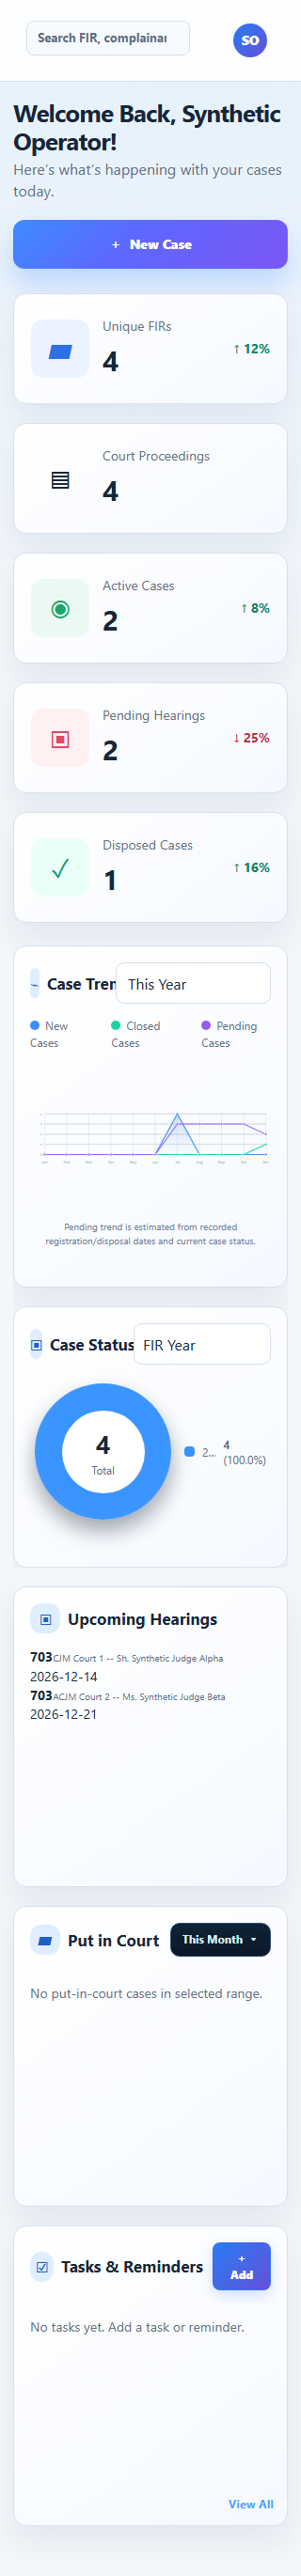 Search FIR, complainan
SO
Welcome Back, Synthetic
Operator!
Here's what's happening with your cases
today.
+ New Case
Unique FIRs
4
↑ 12%
Court Proceedings
4
Active Cases
2
↑ 8%
Pending Hearings
2
↓ 25%
Disposed Cases
1
↑ 16%
Case Tren
This Year
New Cases
Closed Cases
Pending Cases
Pending trend is estimated from recorded
registration/disposal dates and current case status.
Case Status
FIR Year
4
Total
2...
4
(100.0%)
Upcoming Hearings
703 CJM Court 1 -- Sh. Synthetic Judge Alpha
2026-12-14
703 ACJM Court 2 -- Ms. Synthetic Judge Beta
2026-12-21
Put in Court
This Month
No put-in-court cases in selected range.
Tasks & Reminders
+
Add
No tasks yet. Add a task or reminder.
View All